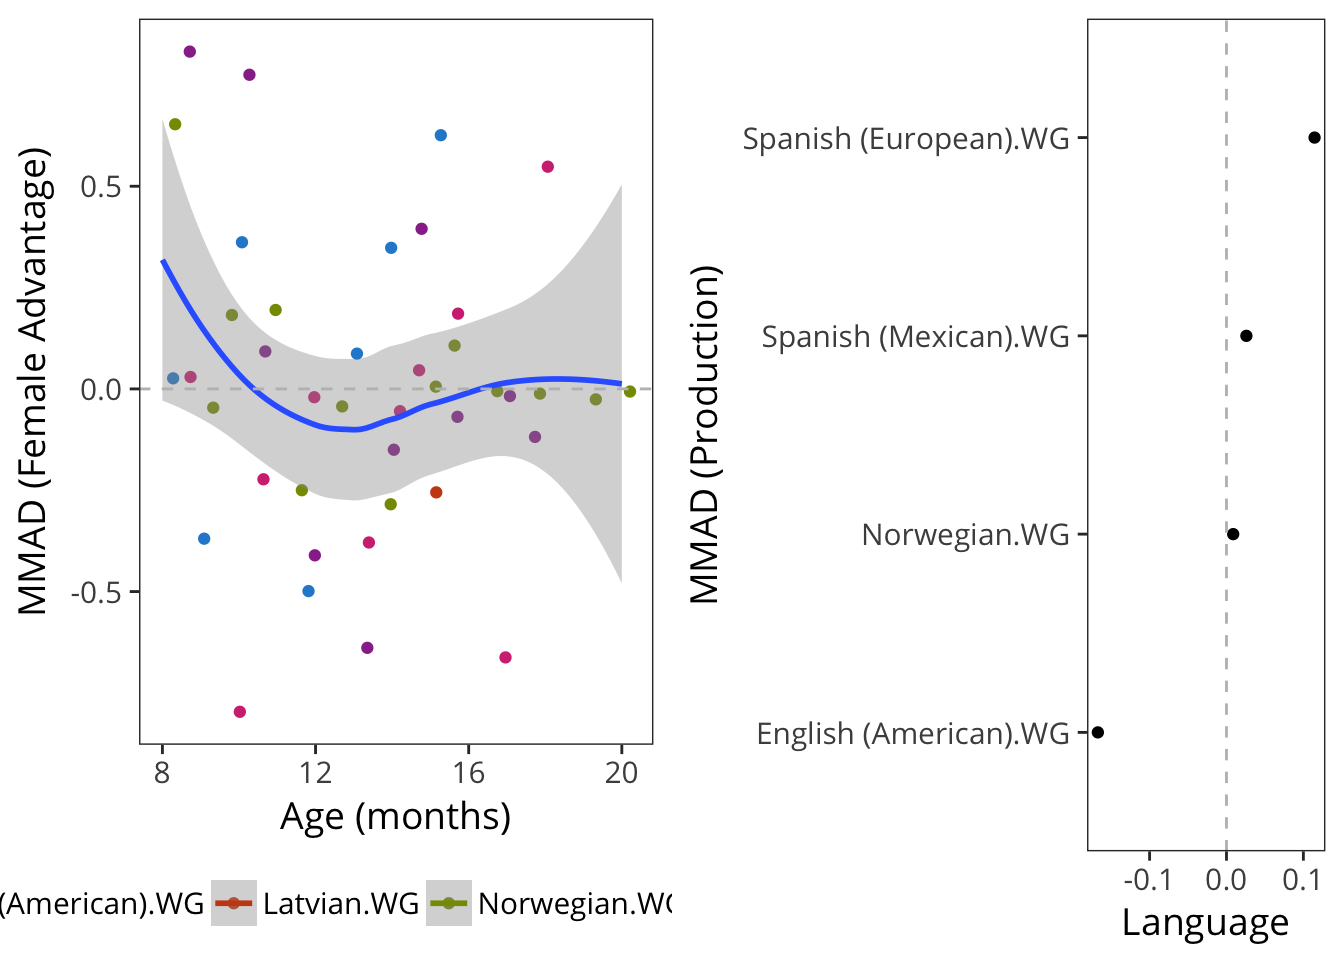 MMAD (Female Advantage)
0.5
0.0
-0.5
8 12 16 20
Age (months)
(American).WG Latvian.WG Norwegian.WG
MMAD (Production)
Spanish (European).WG
Spanish (Mexican).WG
Norwegian.WG
English (American).WG
-0.1 0.0 0.1
Language